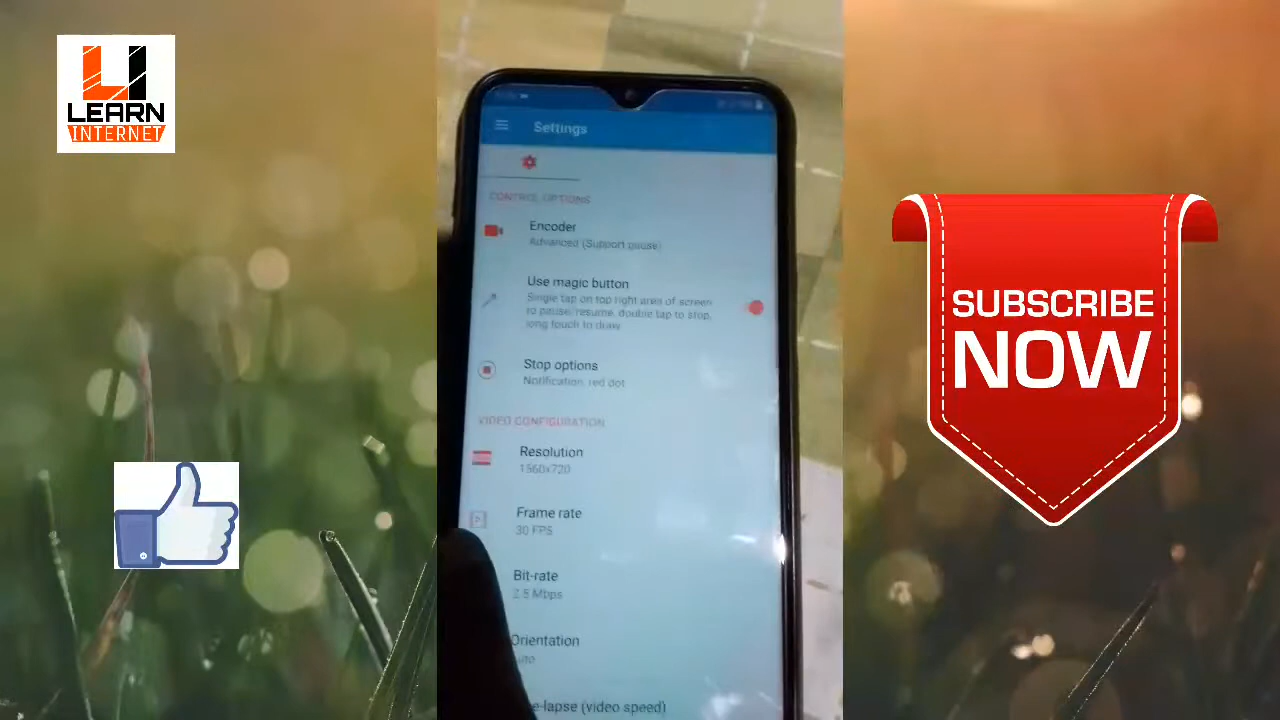 LEARN
INTERNET
Settings
CONTROL OPTIONS
Encoder
Advanced (Support pause)
Use magic button
Single tap on top right area of screen
to pause/resume, double tap to stop,
long touch to draw
Stop options
Notification, red dot
VIDEO CONFIGURATION
Resolution
1560x720
Frame rate
30 FPS
Bit-rate
2.5 Mbps
Orientation
(video speed)
SUBSCRIBE
NOW